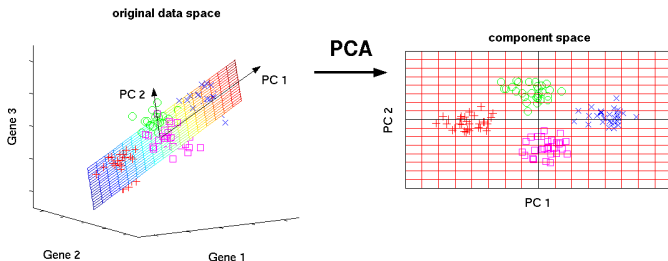 original data space
PCA
component space
PC 1
PC 2
Gene 3
PC 2
Gene 2
Gene 1
PC 1